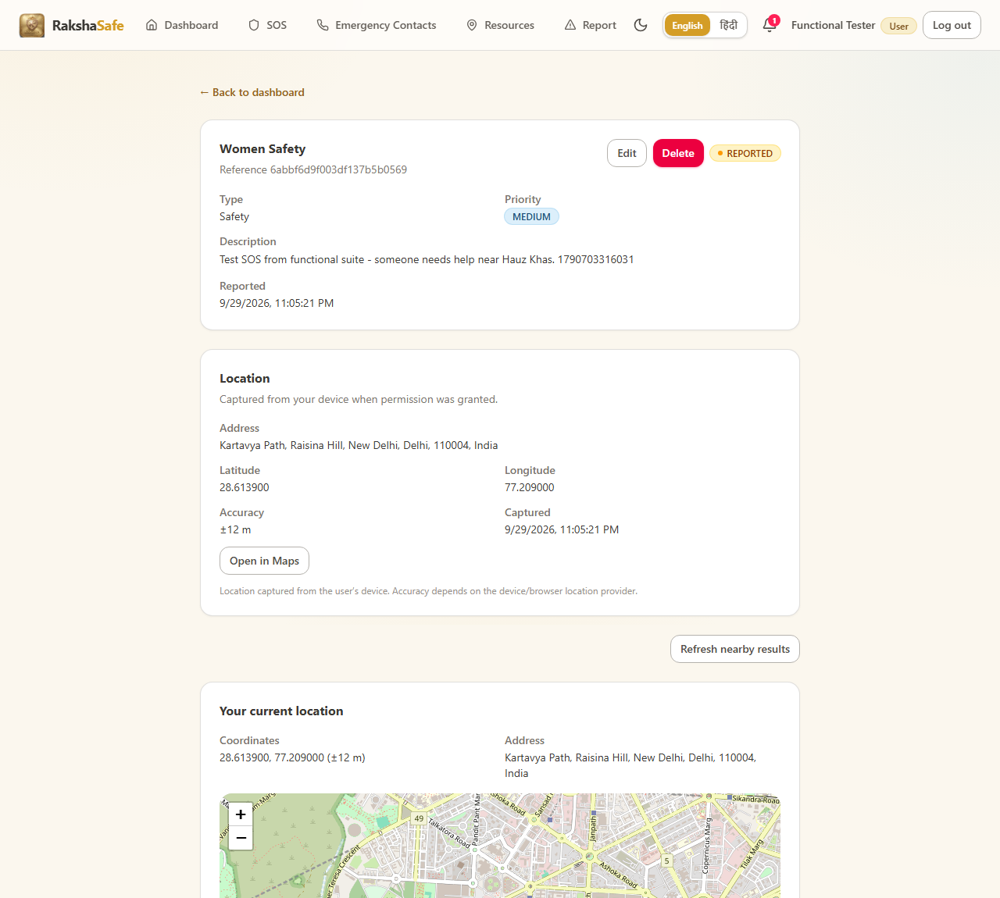 RakshaSafe
Dashboard
SOS
Emergency Contacts
Resources
Report
English
हिंदी
1
Functional Tester
User
Log out
← Back to dashboard
Women Safety
Edit
Delete
REPORTED
Reference 6abbf6d9f003df137b5b0569
Type
Priority
Safety
MEDIUM
Description
Test SOS from functional suite - someone needs help near Hauz Khas. 1790703316031
Reported
9/29/2026, 11:05:21 PM
Location
Captured from your device when permission was granted.
Address
Kartavya Path, Raisina Hill, New Delhi, Delhi, 110004, India
Latitude
Longitude
28.613900
77.209000
Accuracy
Captured
±12 m
9/29/2026, 11:05:21 PM
Open in Maps
Location captured from the user's device. Accuracy depends on the device/browser location provider.
Refresh nearby results
Your current location
Coordinates
Address
28.613900, 77.209000 (±12 m)
Kartavya Path, Raisina Hill, New Delhi, Delhi, 110004,
India
+
−
49
Talkatora Road
Pandit Pant Mar
shoka Road
Sansad
Janpath
Ashoka Road
5
Copernicus Marg
Tilak Marg
Sikandra Road
er Teresa Crescent